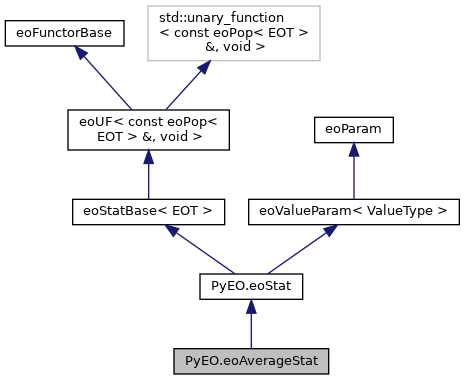 std::unary_function
< const eoPop< EOT >
&, void >
eoFunctorBase
eoUF< const eoPop<
EOT > &, void >
eoParam
eoStatBase< EOT >
eoValueParam< ValueType >
PyEO.eoStat
PyEO.eoAverageStat